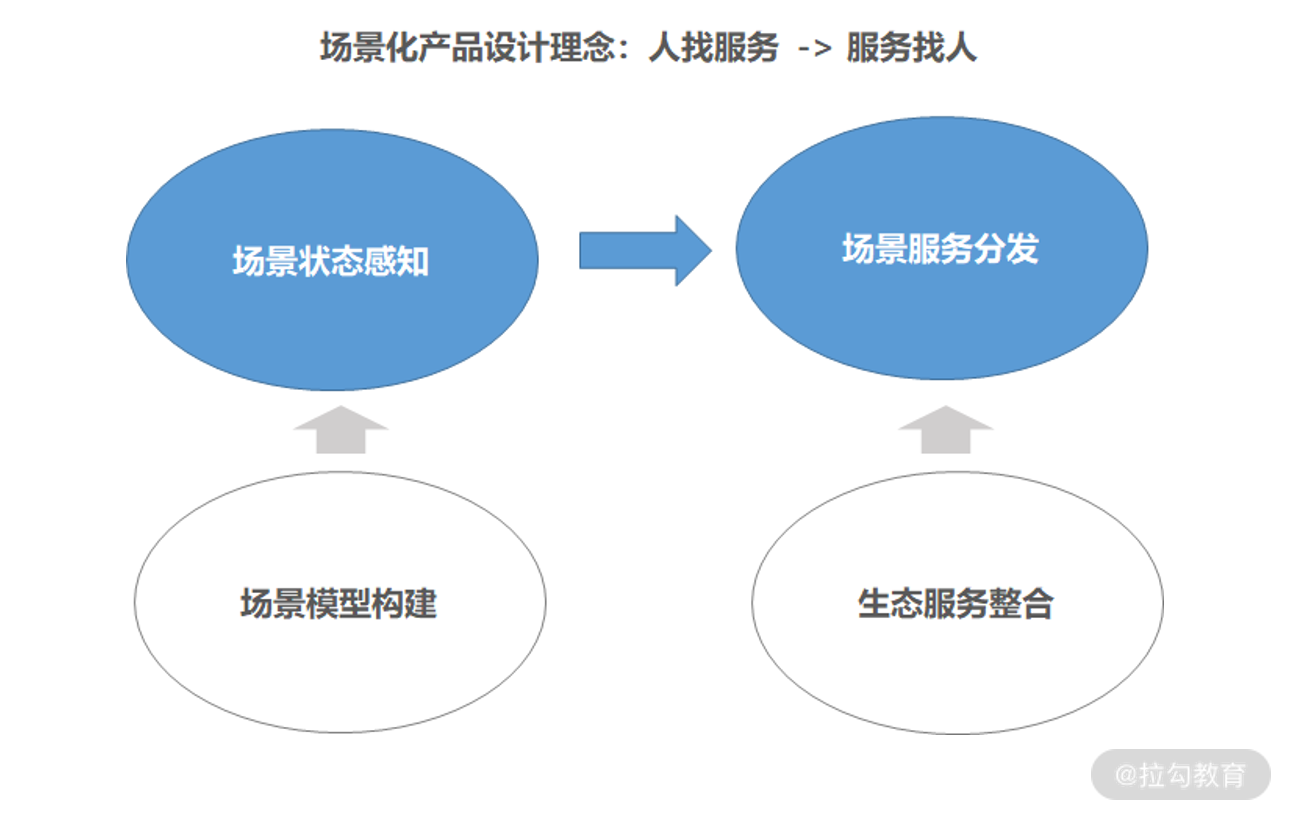 场景化产品设计理念：人找服务 -> 服务找人
场景状态感知
场景服务分发
场景模型构建
生态服务整合
@拉勾教育